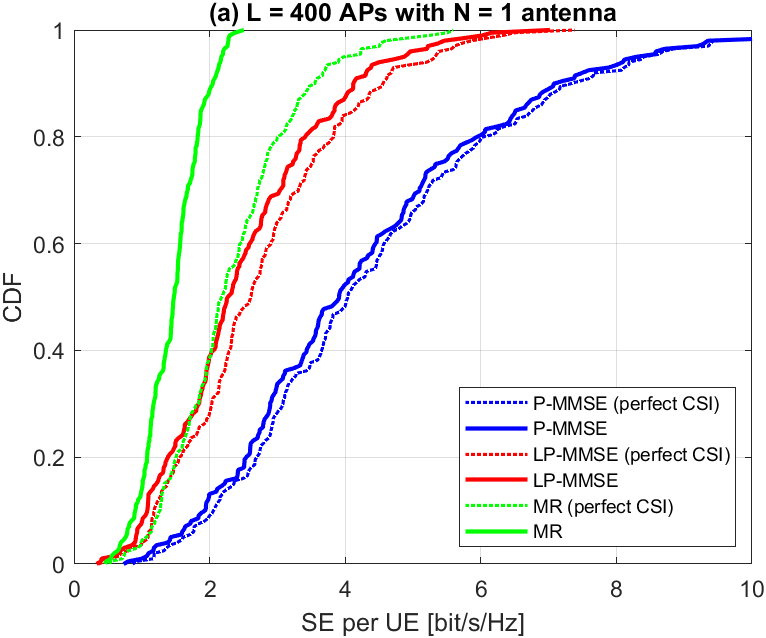 (a) L = 400 APs with N = 1 antenna
1
0.8
0.6
0.4
0.2
0
CDF
P-MMSE (perfect CSI)
P-MMSE
LP-MMSE (perfect CSI)
LP-MMSE
MR (perfect CSI)
MR
0 2 4 6 8 10
SE per UE [bit/s/Hz]